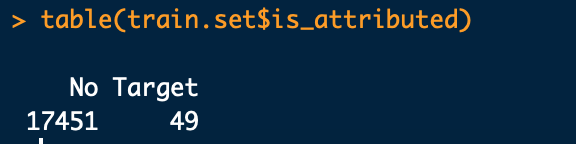 > table(train.set$is_attributed)
No Target
17451 49